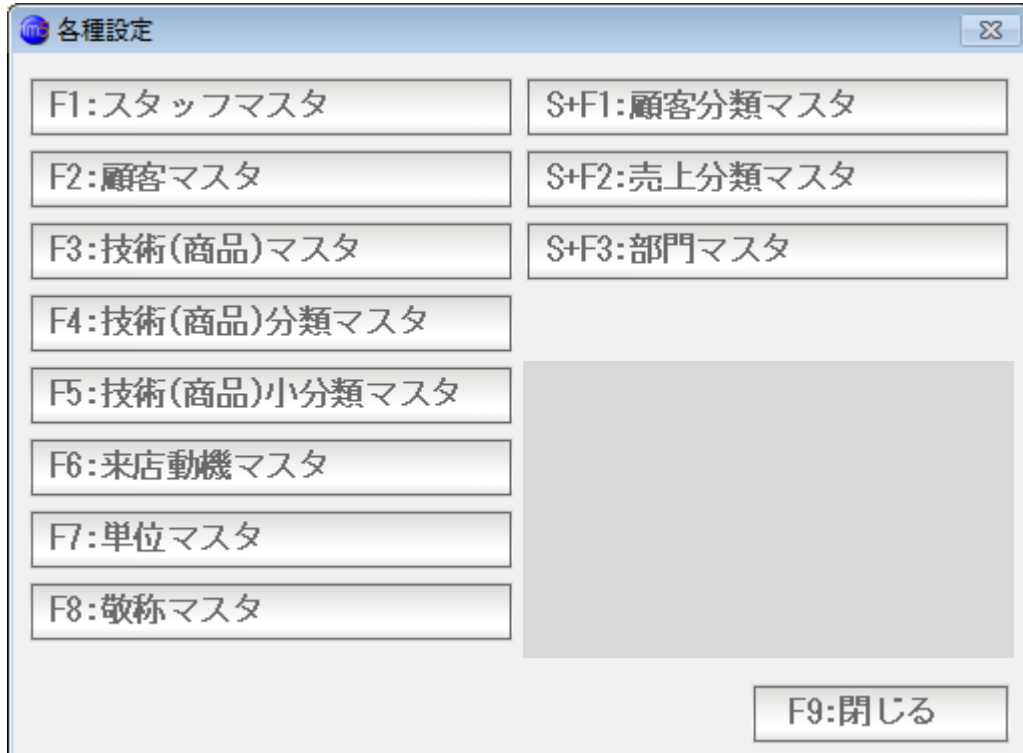 各種設定
F1:スタッフマスタ
F2:顧客マスタ
F3:技術(商品)マスタ
F4:技術(商品)分類マスタ
F5:技術(商品)小分類マスタ
F6:来店動機マスタ
F7:単位マスタ
F8:敬称マスタ
S+F1:顧客分類マスタ
S+F2:売上分類マスタ
S+F3:部門マスタ
F9:閉じる